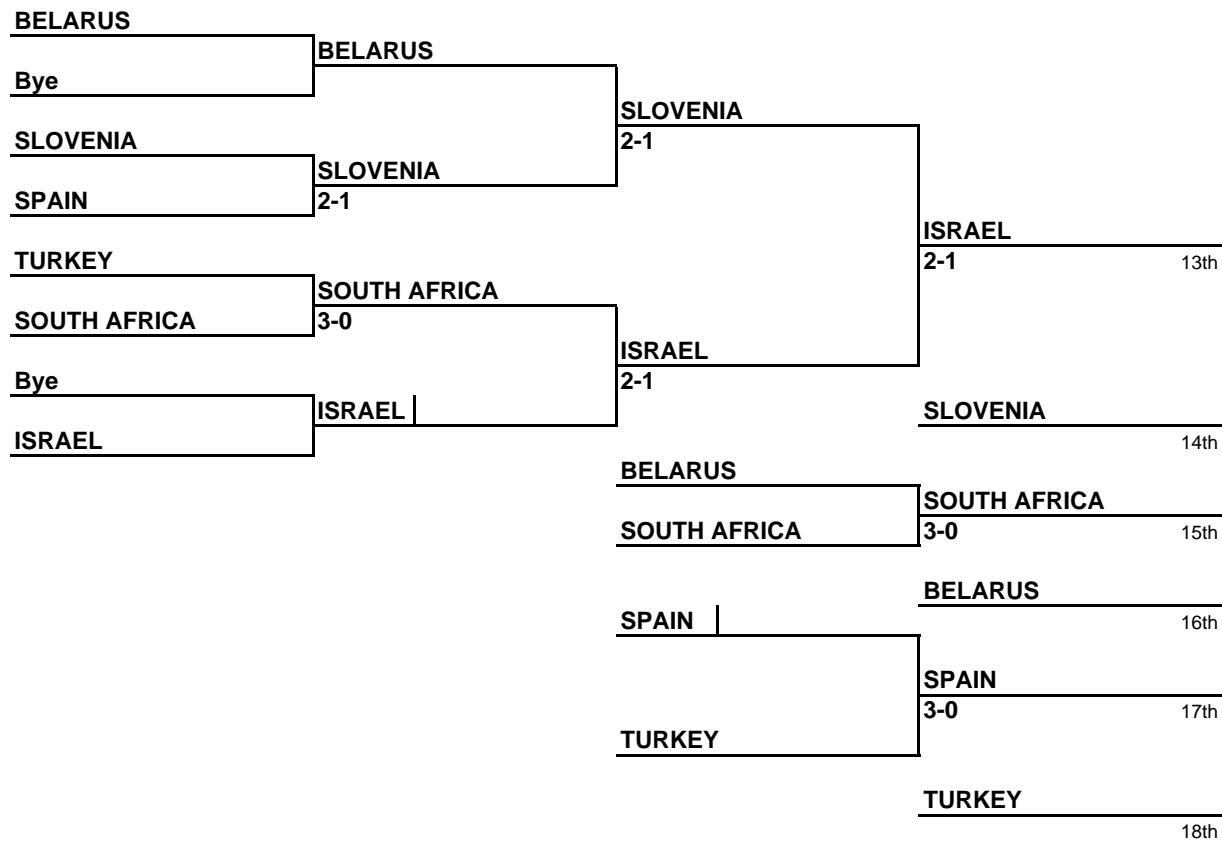 BELARUS
BELARUS
Bye
SLOVENIA
SLOVENIA
2-1
SLOVENIA
SPAIN
2-1
ISRAEL
TURKEY
2-1
13th
SOUTH AFRICA
SOUTH AFRICA
3-0
ISRAEL
Bye
2-1
ISRAEL
SLOVENIA
ISRAEL
14th
BELARUS
SOUTH AFRICA
SOUTH AFRICA
3-0
15th
BELARUS
SPAIN
16th
SPAIN
3-0
17th
TURKEY
TURKEY
18th